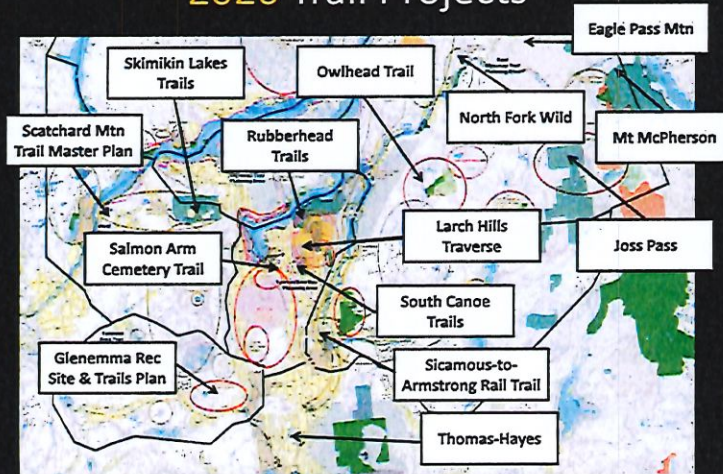 2020 Trail Projects
Eagle Pass Mtn
Skimikin Lakes
Trails
Owlhead Trail
North Fork Wild
Scatchard Mtn
Trail Master Plan
Rubberhead
Trails
Mt McPherson
Salmon Arm
Cemetery Trail
Larch Hills
Traverse
Joss Pass
South Canoe
Trails
Glenemma Rec
Site & Trails Plan
Sicamous-to-
Armstrong Rail Trail
Thomas-Hayes